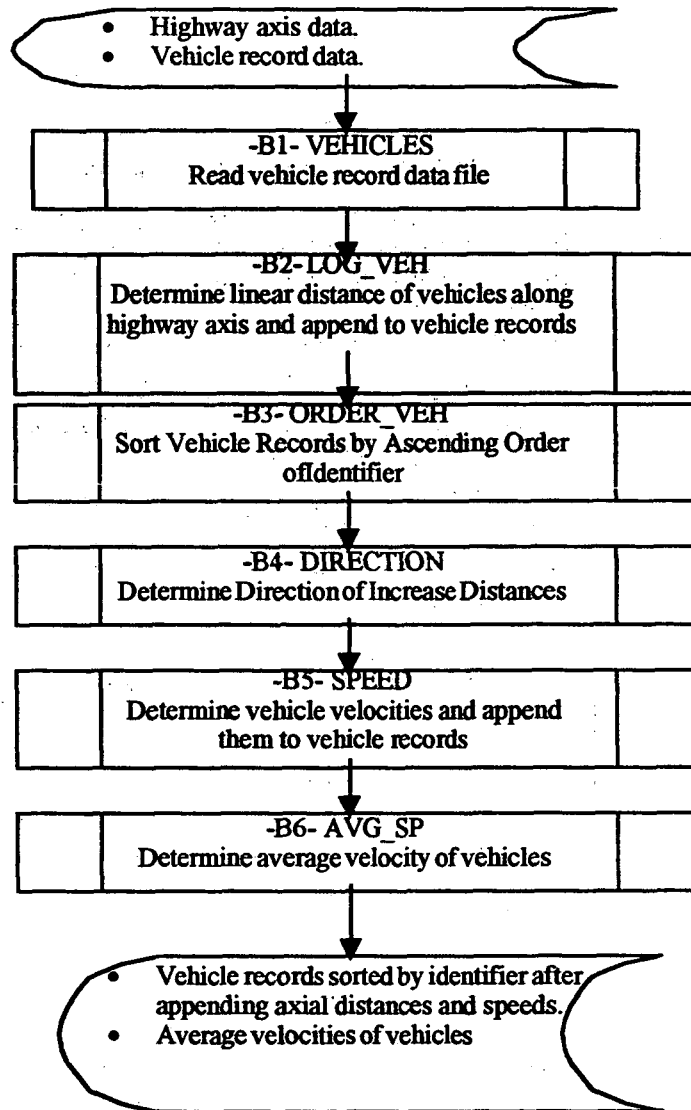 • Highway axis data.
• Vehicle record data.
-B1- VEHICLES
Read vehicle record data file
-B2- LOG_VEH
Determine linear distance of vehicles along
highway axis and append to vehicle records
-B3- ORDER_VEH
Sort Vehicle Records by Ascending Order
ofIdentifier
-B4- DIRECTION
Determine Direction of Increase Distances
-B5- SPEED
Determine vehicle velocities and append
them to vehicle records
-B6- AVG_SP
Determine average velocity of vehicles
• Vehicle records sorted by identifier after
appending axial distances and speeds.
• Average velocities of vehicles